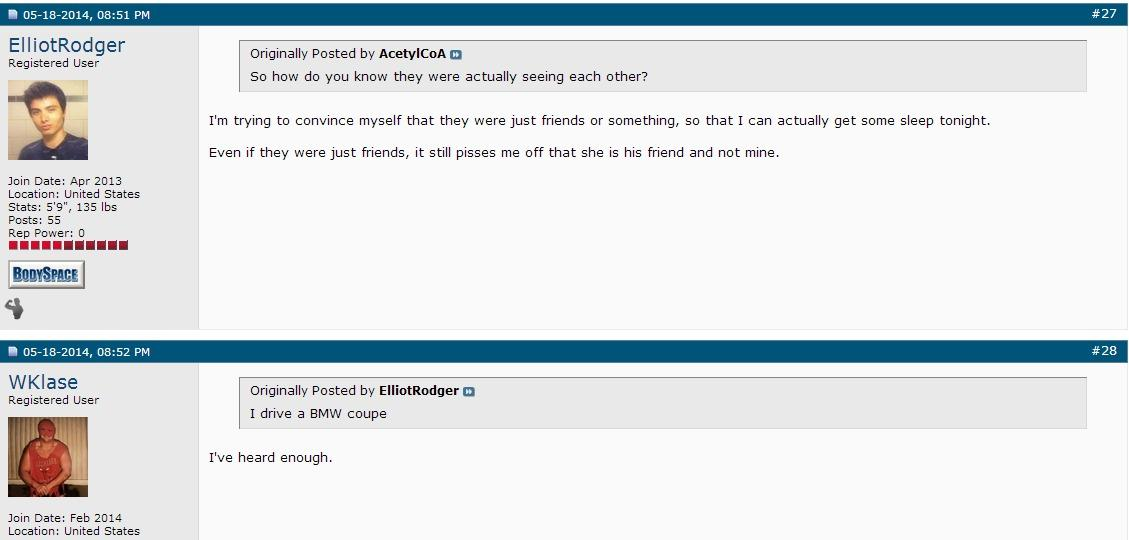 05-18-2014, 08:51 PM
#27
ElliotRodger
Registered User
Originally Posted by AcetylCoA
So how do you know they were actually seeing each other?
I'm trying to convince myself that they were just friends or something, so that I can actually get some sleep tonight.
Even if they were just friends, it still pisses me off that she is his friend and not mine.
Join Date: Apr 2013
Location: United States
Stats: 5'9", 135 lbs
Posts: 55
Rep Power: 0
BODYSPACE
05-18-2014, 08:52 PM
#28
WKlase
Registered User
Originally Posted by ElliotRodger
I drive a BMW coupe
I've heard enough.
Join Date: Feb 2014
Location: United States